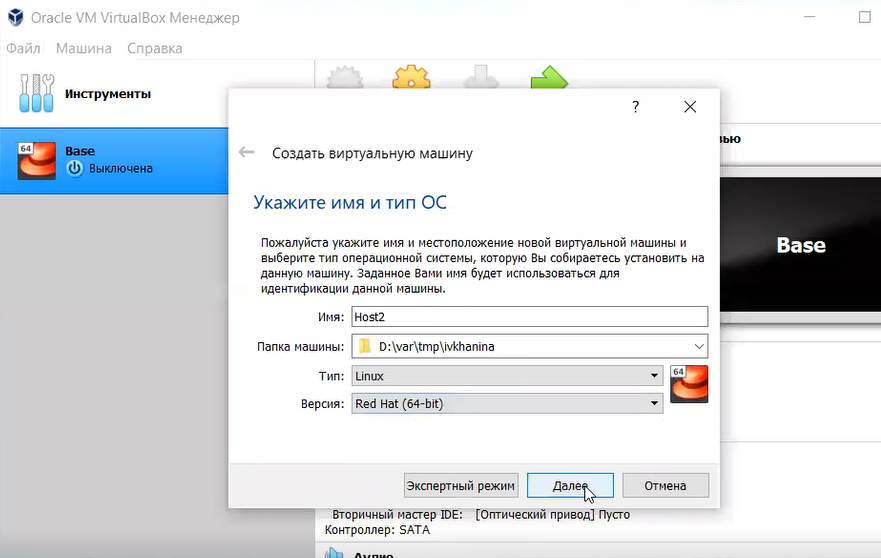 Oracle VM VirtualBox Менеджер
Файл Машина Справка
Инструменты
64
Base
Выключена
?
Создать виртуальную машину
Укажите имя и тип ОС
Пожалуйста укажите имя и местоположение новой виртуальной машины и
выберите тип операционной системы, которую Вы собираетесь установить на
данную машину. Заданное Вами имя будет использоваться для
идентификации данной машины.
Имя: Host2
Папка машины: D:\var\tmp\ivkhanina
Тип: Linux
64
Версия: Red Hat (64-bit)
Экспертный режим Далее Отмена
Base
Вторичный мастер IDE: [Оптический привод] Пусто
Контроллер: SATA
Аудио